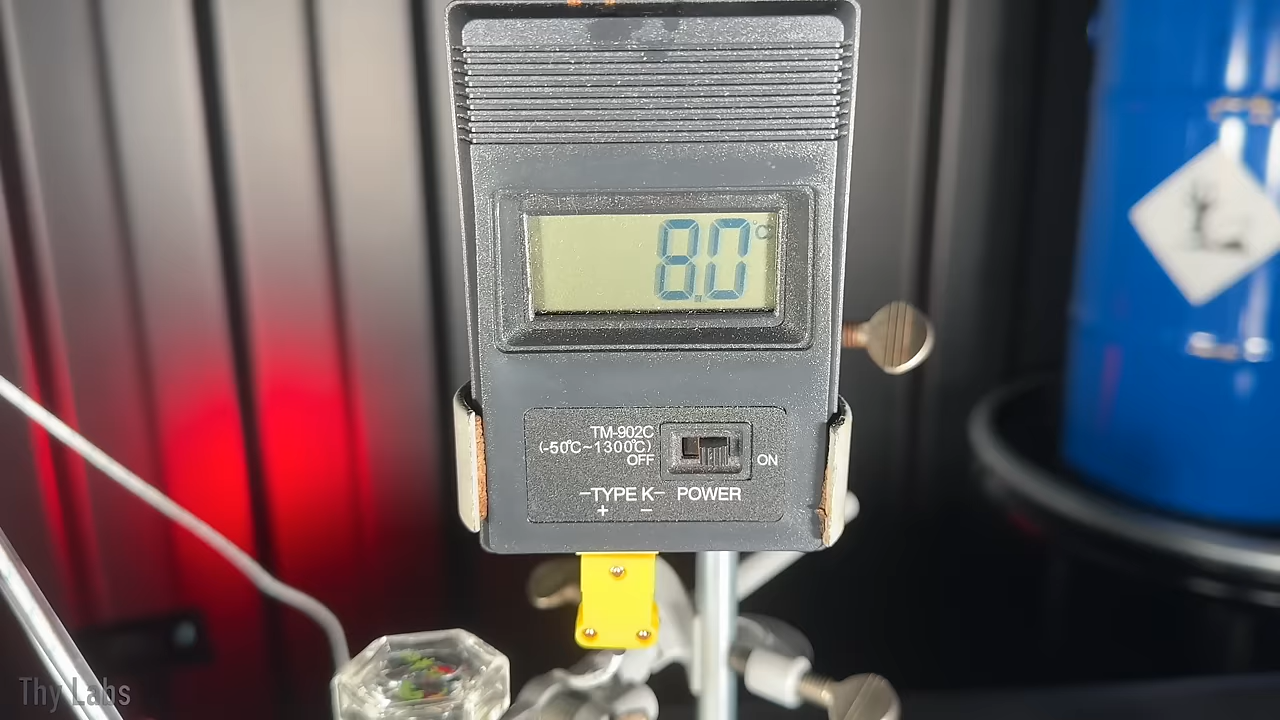 8.0 °C
TM-902C
(-50℃~1300℃)
OFF
ON
-TYPE K-
POWER
+ -
Thy Labs